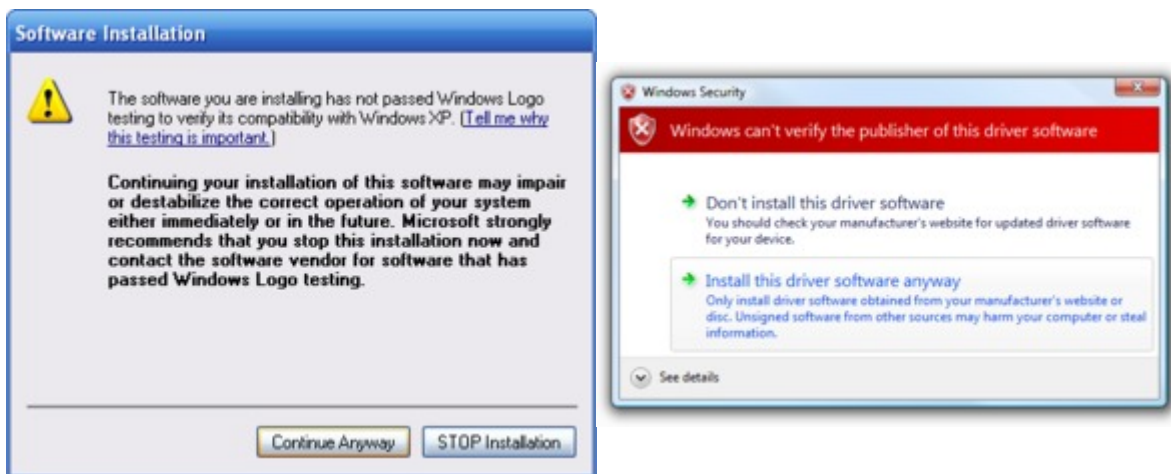 Software Installation
The software you are installing has not passed Windows Logo
testing to verify its compatibility with Windows XP. (Tell me why
this testing is important.)
Continuing your installation of this software may impair
or destabilize the correct operation of your system
either immediately or in the future. Microsoft strongly
recommends that you stop this installation now and
contact the software vendor for software that has
passed Windows Logo testing.
Continue Anyway
STOP Installation
Windows Security
Windows can't verify the publisher of this driver software
Don't install this driver software
You should check your manufacturer's website for updated driver software
for your device.
Install this driver software anyway
Only install driver software obtained from your manufacturer's website or
disc. Unsigned software from other sources may harm your computer or steal
information.
See details